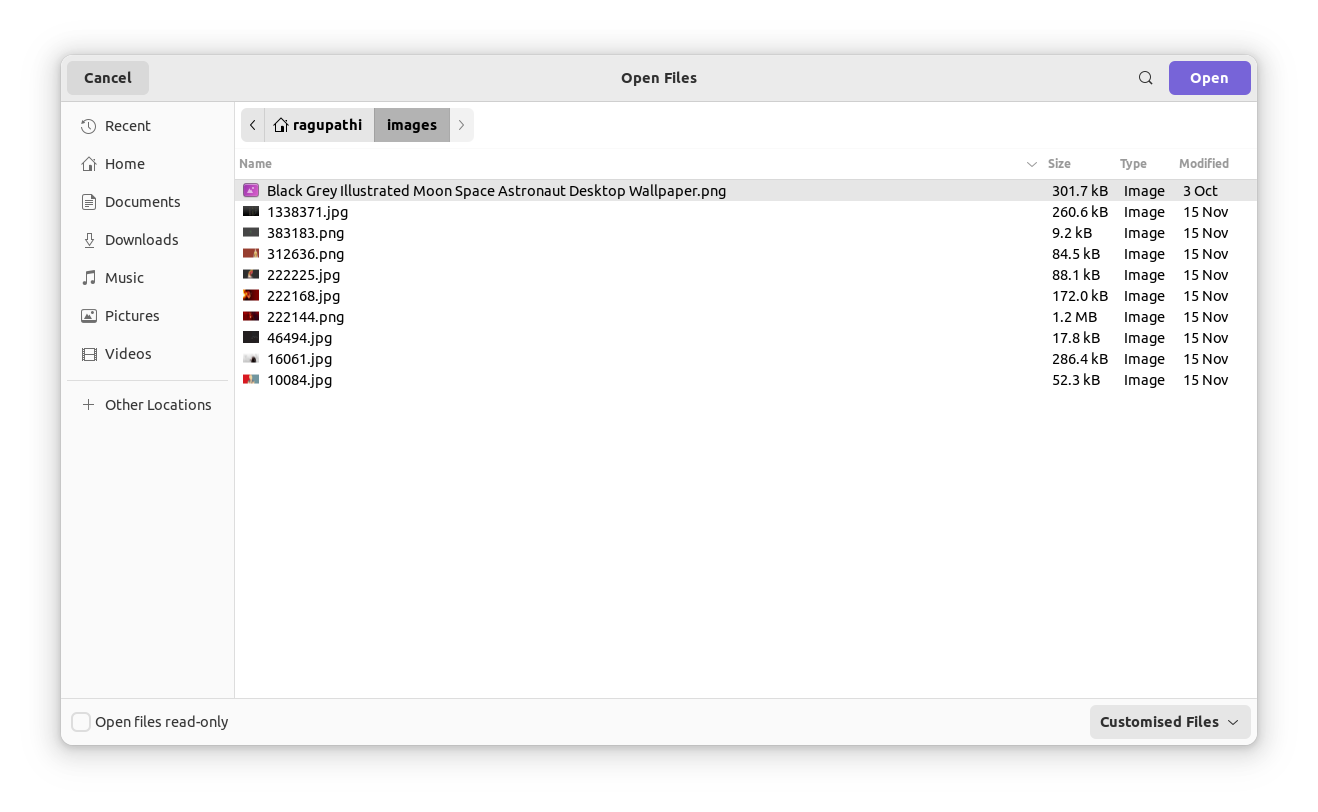 Cancel Open Files Open
Recent
Home
Documents
Downloads
Music
Pictures
Videos
Other Locations
ragupathi images
Name Size Type Modified
Black Grey Illustrated Moon Space Astronaut Desktop Wallpaper.png 301.7 kB Image 3 Oct
1338371.jpg 260.6 kB Image 15 Nov
383183.png 9.2 kB Image 15 Nov
312636.png 84.5 kB Image 15 Nov
222225.jpg 88.1 kB Image 15 Nov
222168.jpg 172.0 kB Image 15 Nov
222144.png 1.2 MB Image 15 Nov
46494.jpg 17.8 kB Image 15 Nov
16061.jpg 286.4 kB Image 15 Nov
10084.jpg 52.3 kB Image 15 Nov
Open files read-only Customised Files